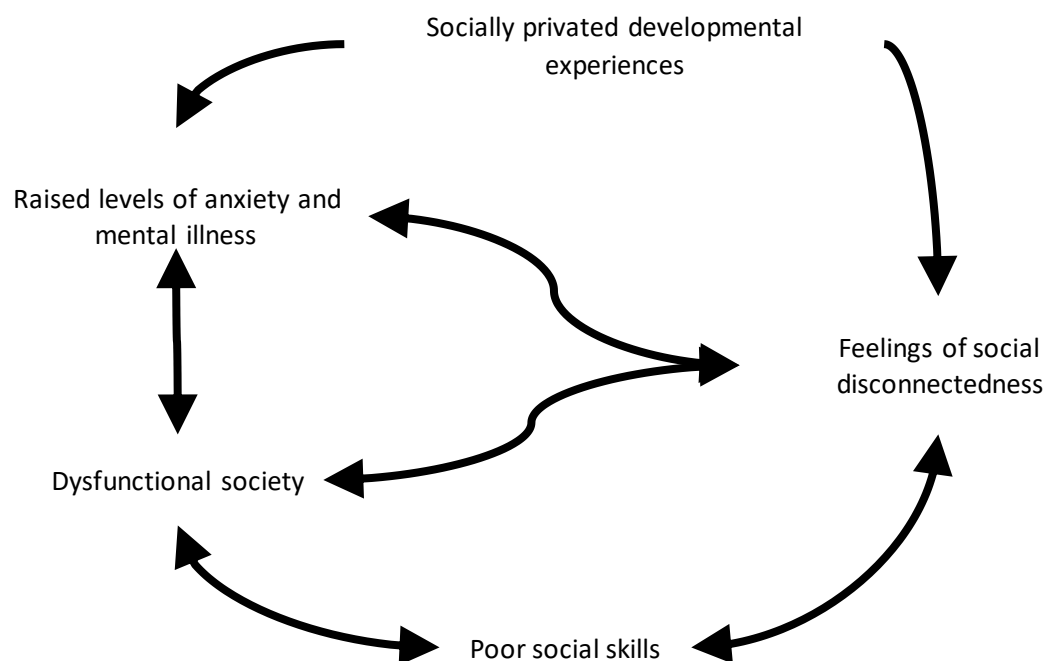 Socially privated developmental
experiences
Raised levels of anxiety and
mental illness
Feelings of social
disconnectedness
Dysfunctional society
Poor social skills